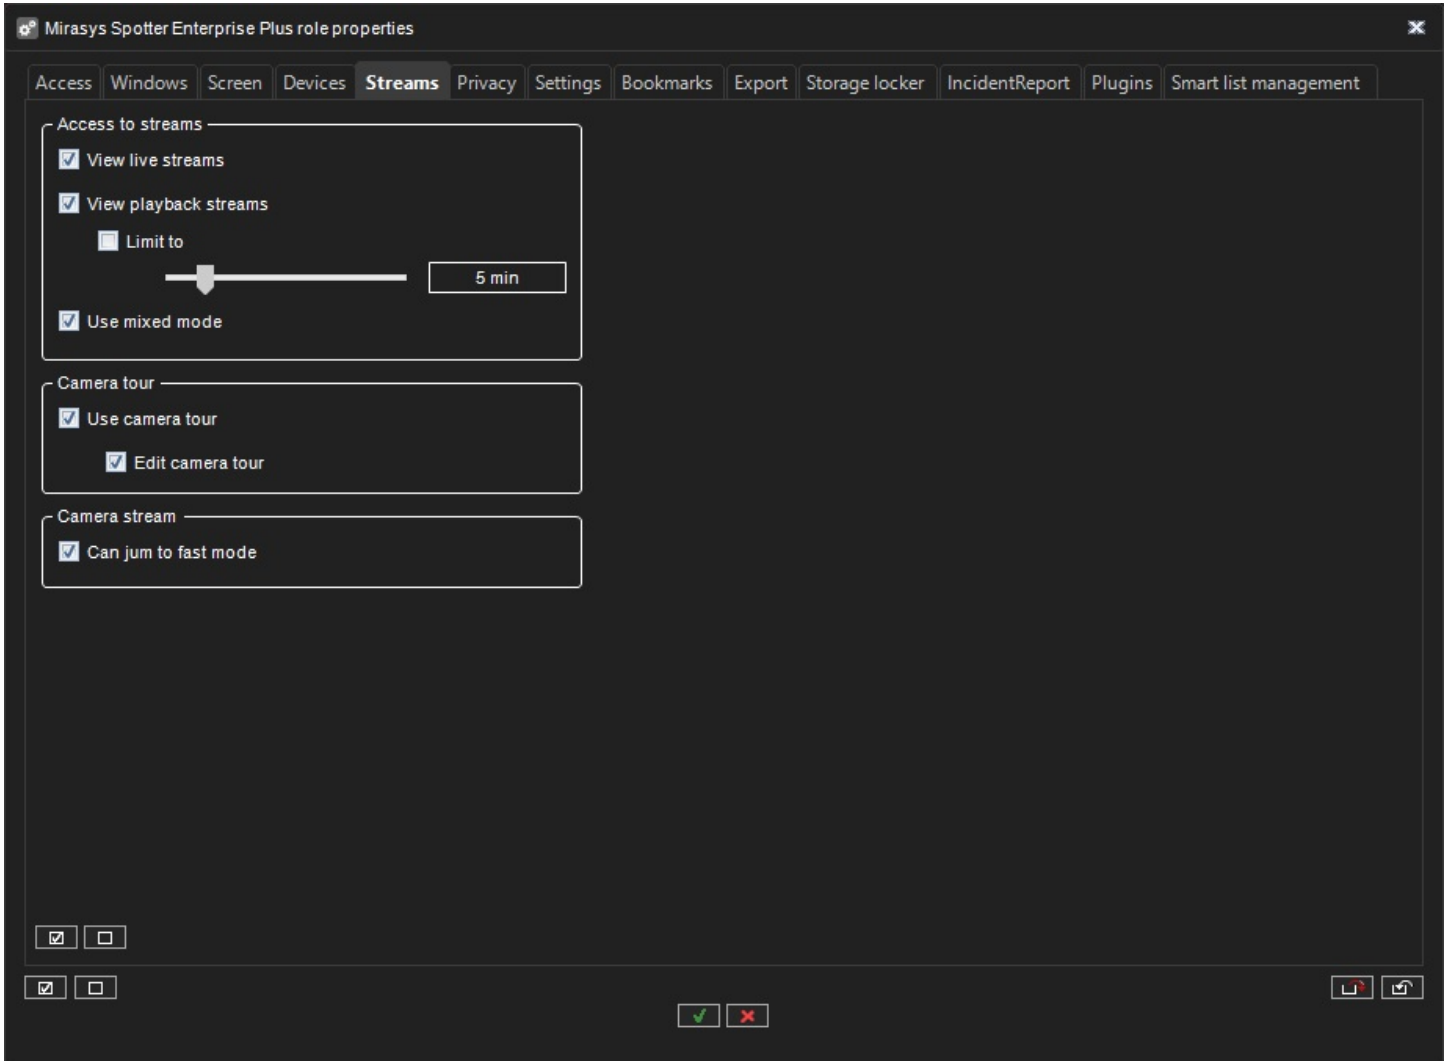 Mirasys Spotter Enterprise Plus role properties
Access Windows Screen Devices Streams Privacy Settings Bookmarks Export Storage locker IncidentReport Plugins Smart list management
Access to streams
View live streams
View playback streams
Limit to
5 min
Use mixed mode
Camera tour
Use camera tour
Edit camera tour
Camera stream
Can jum to fast mode